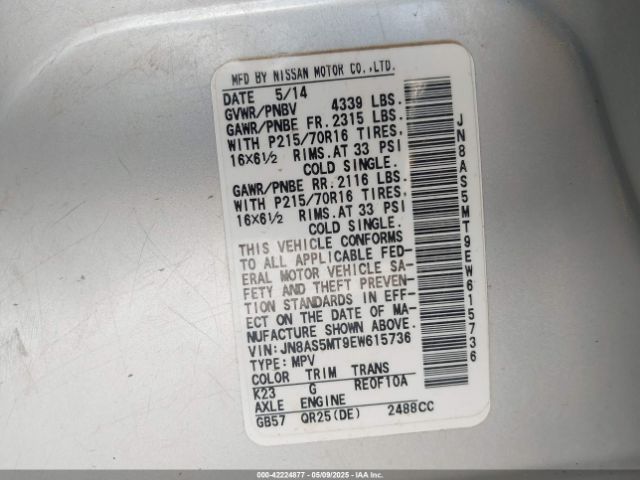 MFD BY NISSAN MOTOR CO.,LTD.
DATE 5/14
GVWR/PNBV 4339 LBS.
GAWR/PNBE FR. 2315 LBS.
WITH P215/70R16 TIRES,
16X6½ RIMS.AT 33 PSI
COLD SINGLE.
GAWR/PNBE RR. 2116 LBS.
WITH P215/70R16 TIRES,
16X6½ RIMS.AT 33 PSI
COLD SINGLE.
THIS VEHICLE CONFORMS
TO ALL APPLICABLE FED-
ERAL MOTOR VEHICLE SA-
FETY AND THEFT PREVEN-
TION STANDARDS IN EFF-
ECT ON THE DATE OF MA-
NUFACTURE SHOWN ABOVE.
VIN: JN8AS5MT9EW615736
TYPE: MPV
COLOR TRIM TRANS
K23 G RE0F10A
AXLE ENGINE
GB57 QR25(DE) 2488CC
JN8AS5MT9EW615736
000-42224877 - 05/09/2025 - IAAI.COM